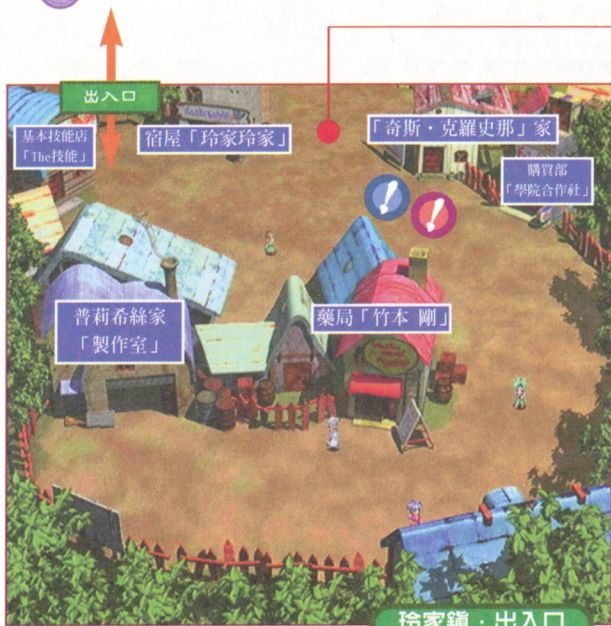 出入口
基本技能店
「The技能」
宿屋「玲家玲家」
「奇斯・克羅史那」家
購買部
「學院合作社」
普莉希絲家
「製作室」
藥局「竹本 剛」
玲家鎮・出入口